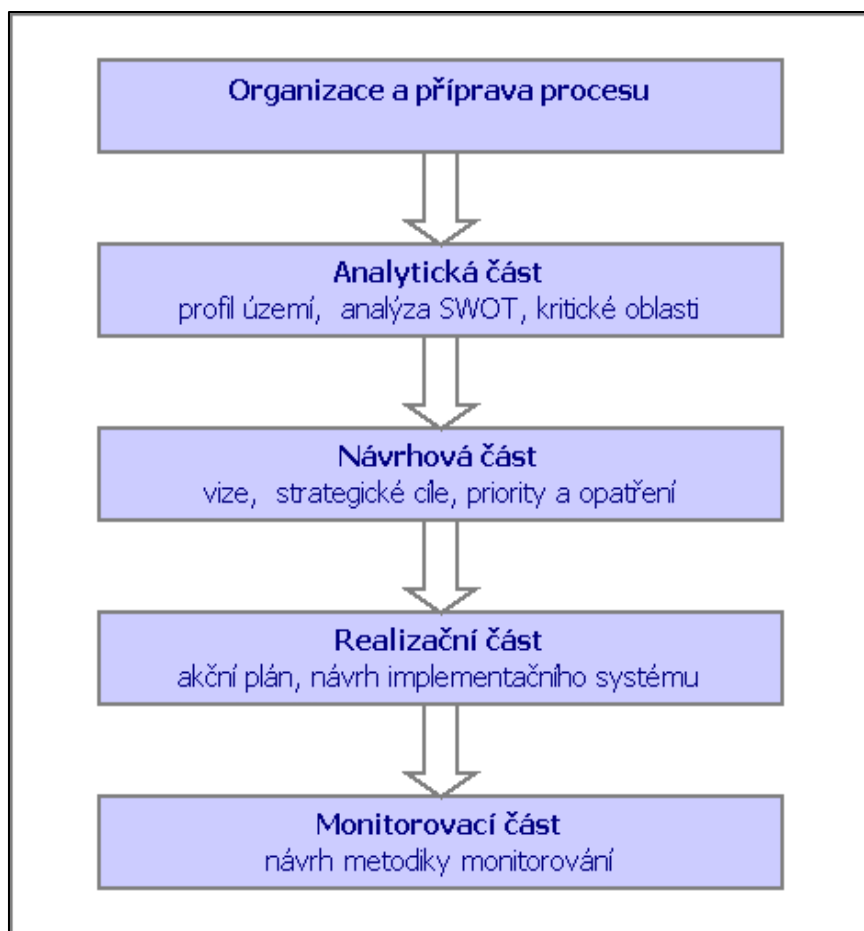 Organizace a příprava procesu
Analytická část
profil území, analýza SWOT, kritické oblasti
Návrhová část
vize, strategické cíle, priority a opatření
Realizační část
akční plán, návrh implementačního systému
Monitorovací část
návrh metodiky monitorování